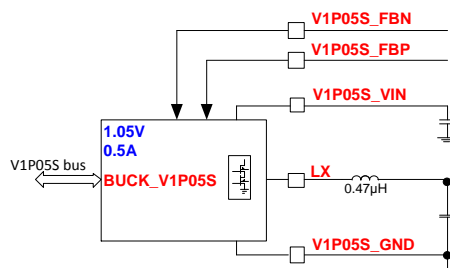 V1P05S_FBN
V1P05S_FBP
V1P05S_VIN
1.05V
0.5A
V1P05S bus
BUCK_V1P05S
LX
0.47µH
V1P05S_GND